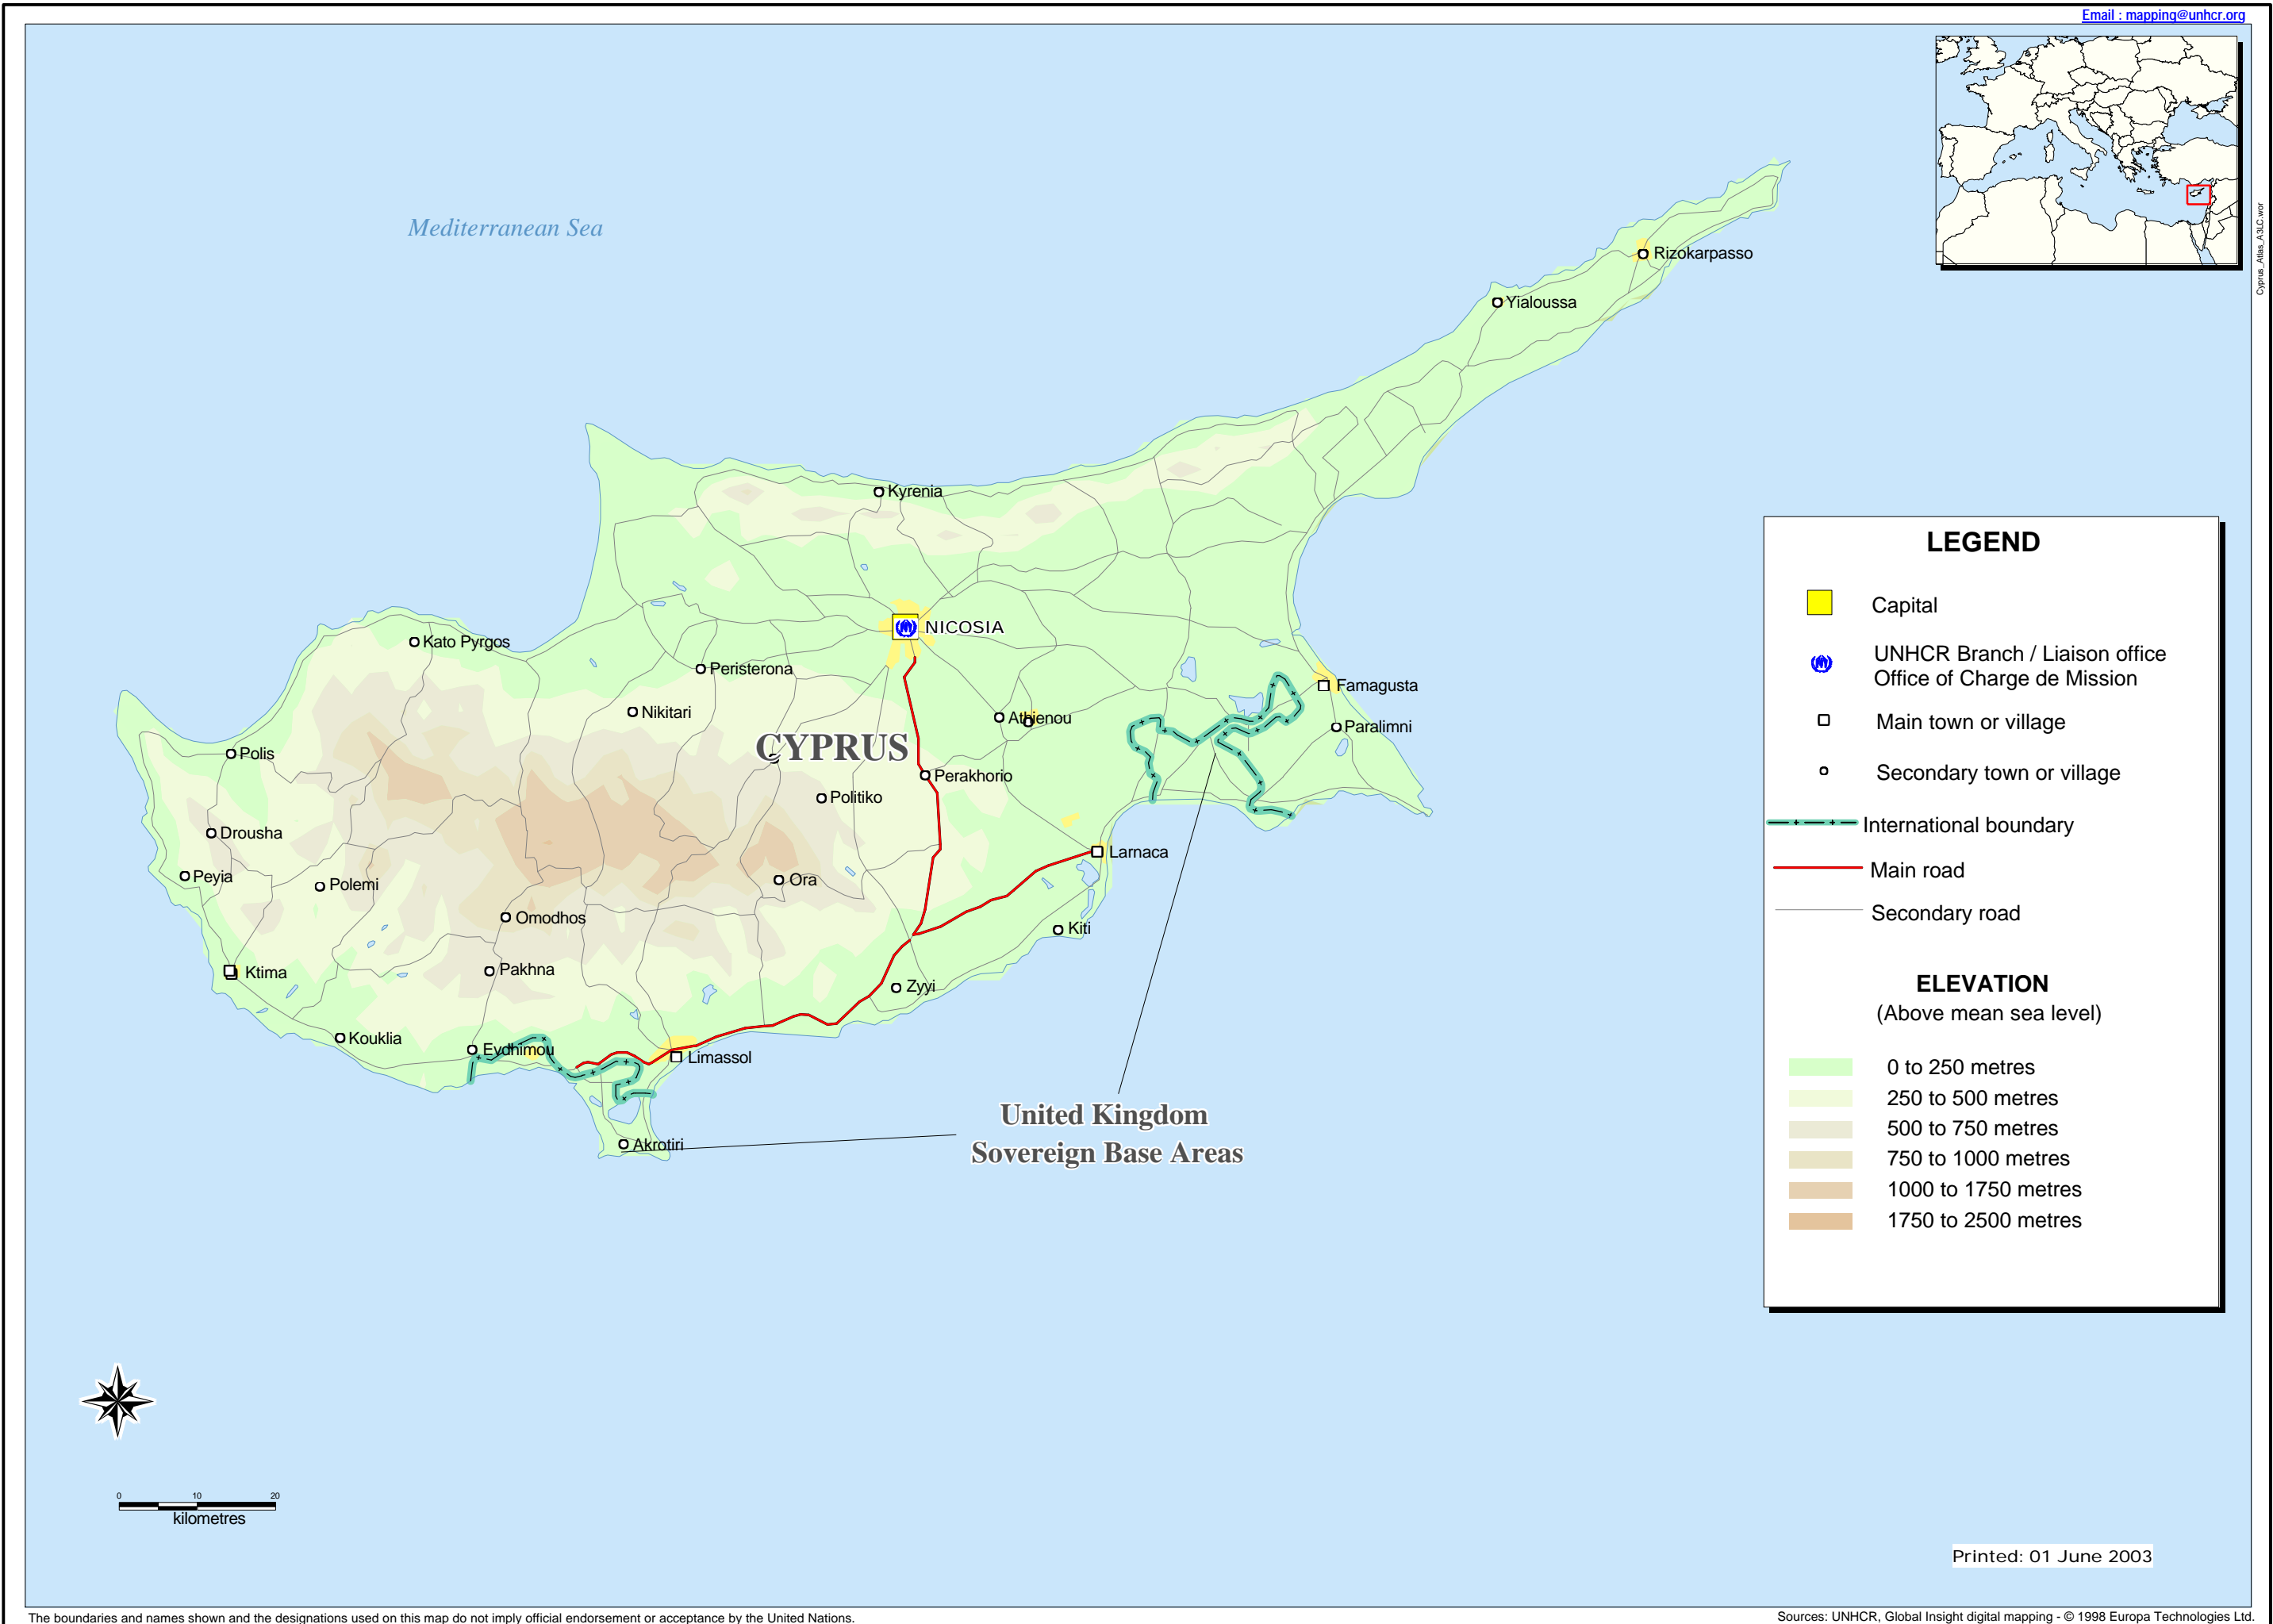 Email : mapping@unhcr.org
Cyprus_Atlas_A3LC.wor
Mediterranean Sea
Rizokarpasso
Yialoussa
Kyrenia
NICOSIA
Kato Pyrgos
Peristerona
Famagusta
Nikitari
Athienou
Paralimni
CYPRUS
Polis
Perakhorio
Politiko
Drousha
Larnaca
Peyia
Polemi
Ora
Omodhos
Kiti
Ktima
Pakhna
Zyyi
Kouklia
Evdhimou
Limassol
Akrotiri
United Kingdom
Sovereign Base Areas
LEGEND
Capital
UNHCR Branch / Liaison office
Office of Charge de Mission
Main town or village
Secondary town or village
International boundary
Main road
Secondary road
ELEVATION
(Above mean sea level)
0 to 250 metres
250 to 500 metres
500 to 750 metres
750 to 1000 metres
1000 to 1750 metres
1750 to 2500 metres
0 10 20
kilometres
Printed: 01 June 2003
The boundaries and names shown and the designations used on this map do not imply official endorsement or acceptance by the United Nations.
Sources: UNHCR, Global Insight digital mapping - © 1998 Europa Technologies Ltd.